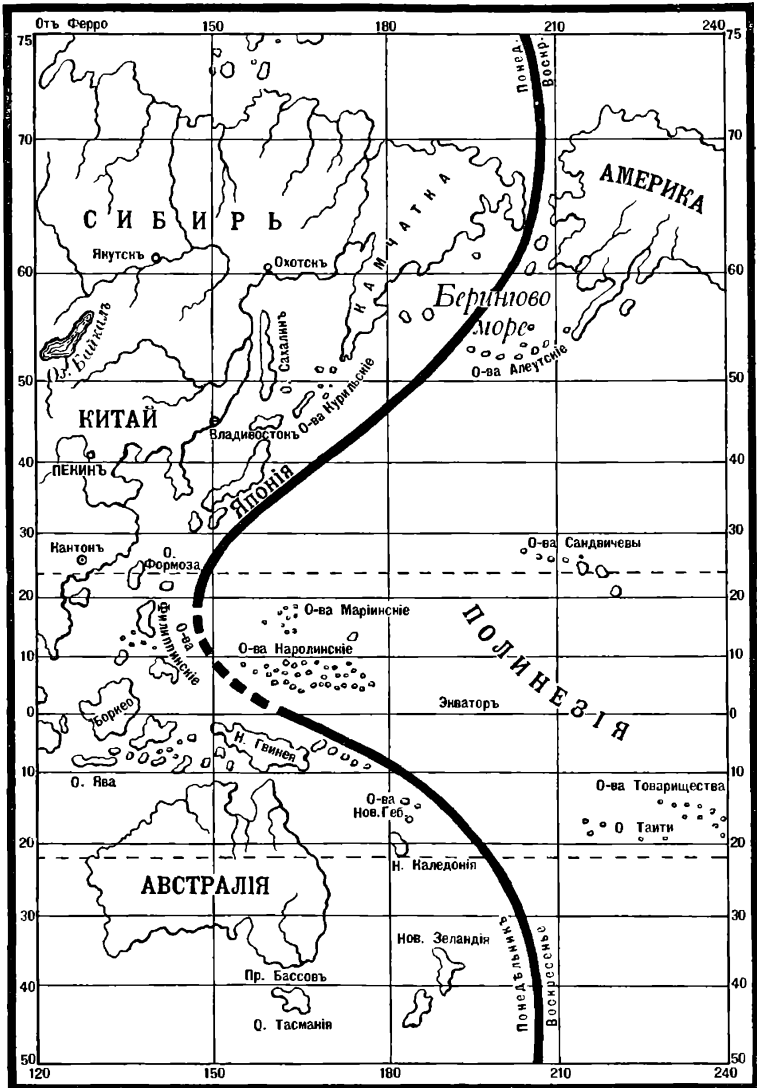 Отъ Ферро 150 180 210 240
75 75
Понед.
Воскр.
70 70
АМЕРИКА
СИБИРЬ
КАМЧАТКА
Якутскъ
Охотскъ
60 60
Берингово
море
Оз. Байкалъ
О. Сахалинъ
О-ва Алеутскіе
50 50
О-ва Курильскіе
КИТАЙ
Владивостокъ
ПЕКИНЪ
40 40
Японія
30 30
Кантонъ
О.
Формоза
О-ва Сандвичевы
20 20
О-ва Маріинскіе
О-ва
Филиппинскіе
О-ва Каролинскіе
ПОЛИНЕЗІЯ
10 10
Борнео
Экваторъ
0 0
Н. Гвинея
О. Ява
10 10
О-ва Товарищества
О-ва
Нов. Геб.
О Таити
20 20
Н. Каледонія
АВСТРАЛІЯ
30 30
Понедѣльникъ
Воскресенье
Нов. Зеландія
Пр. Бассовъ
40 40
О. Тасманія
50 50
120 150 180 210 240